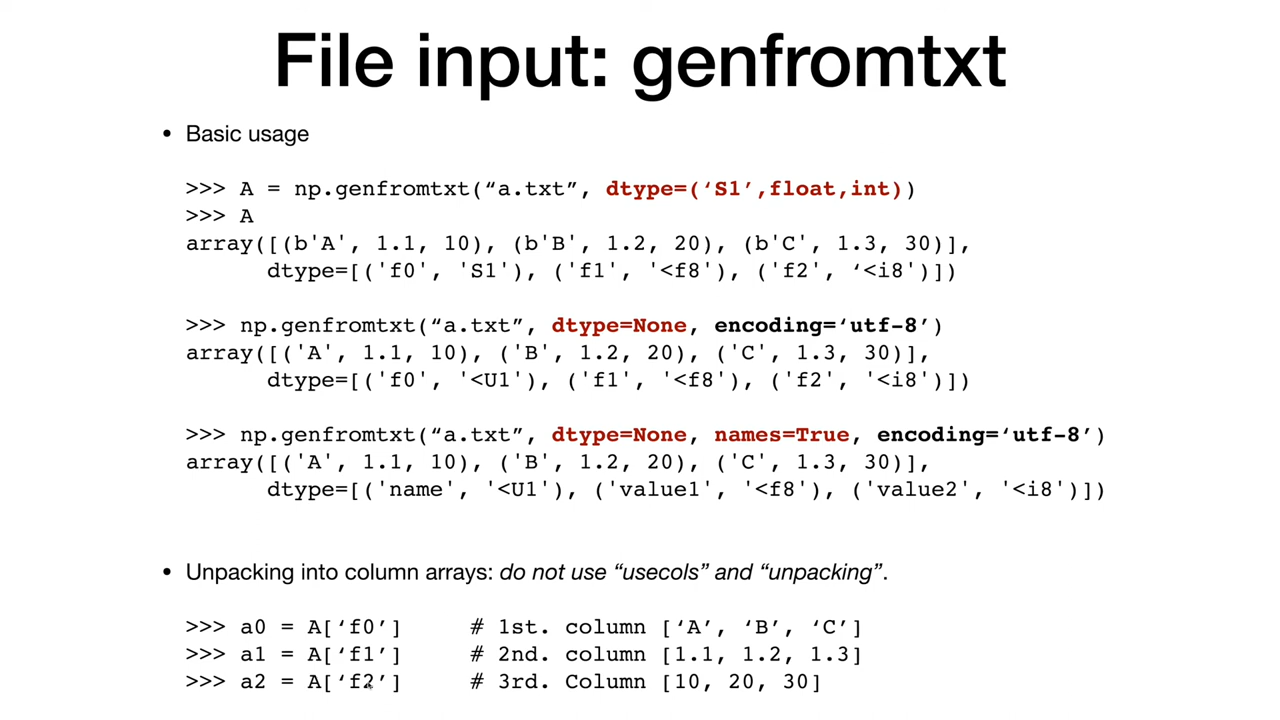 File input: genfromtxt
• Basic usage
>>> A = np.genfromtxt(“a.txt”, dtype=(‘S1’,float,int))
>>> A
array([(b'A', 1.1, 10), (b'B', 1.2, 20), (b'C', 1.3, 30)],
dtype=[('f0', 'S1'), ('f1', '<f8'), ('f2', ‘<i8')])
>>> np.genfromtxt(“a.txt”, dtype=None, encoding=‘utf-8’)
array([('A', 1.1, 10), ('B', 1.2, 20), ('C', 1.3, 30)],
dtype=[('f0', '<U1'), ('f1', '<f8'), ('f2', '<i8')])
>>> np.genfromtxt(“a.txt”, dtype=None, names=True, encoding=‘utf-8’)
array([('A', 1.1, 10), ('B', 1.2, 20), ('C', 1.3, 30)],
dtype=[('name', '<U1'), ('value1', '<f8'), ('value2', '<i8')])
• Unpacking into column arrays: do not use “usecols” and “unpacking”.
>>> a0 = A[‘f0’] # 1st. column [‘A’, ‘B’, ‘C’]
>>> a1 = A[‘f1’] # 2nd. column [1.1, 1.2, 1.3]
>>> a2 = A[‘f2’] # 3rd. Column [10, 20, 30]